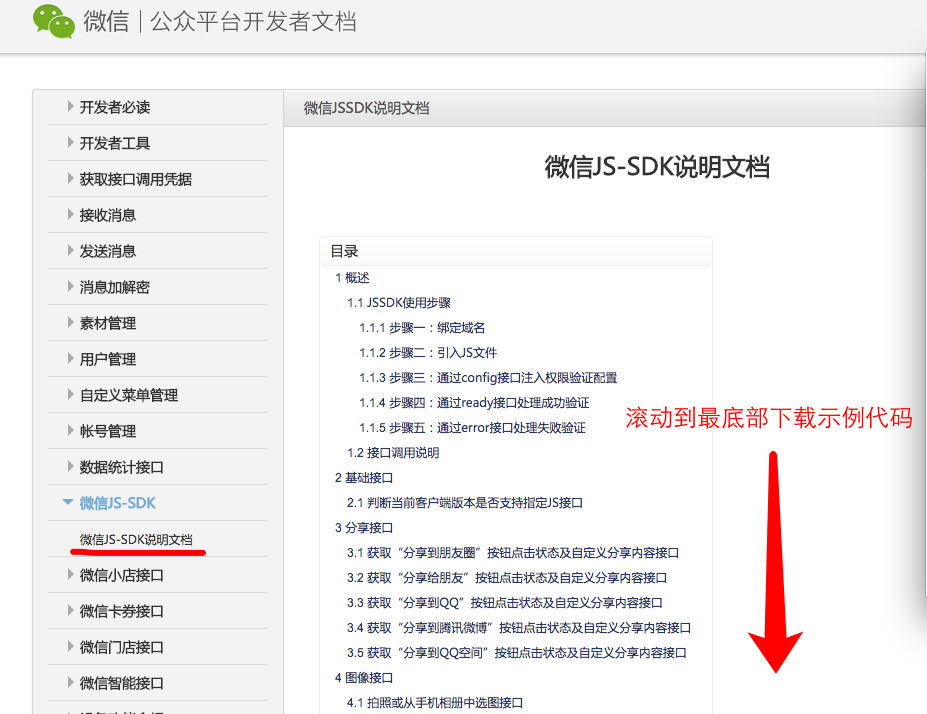 微信 | 公众平台开发者文档
开发者必读
开发者工具
获取接口调用凭据
接收消息
发送消息
消息加解密
素材管理
用户管理
自定义菜单管理
帐号管理
数据统计接口
微信JS-SDK
微信JS-SDK说明文档
微信小店接口
微信卡券接口
微信门店接口
微信智能接口
微信JSSDK说明文档
微信JS-SDK说明文档
目录
1 概述
1.1 JSSDK使用步骤
1.1.1 步骤一：绑定域名
1.1.2 步骤二：引入JS文件
1.1.3 步骤三：通过config接口注入权限验证配置
1.1.4 步骤四：通过ready接口处理成功验证
1.1.5 步骤五：通过error接口处理失败验证
1.2 接口调用说明
2 基础接口
2.1 判断当前客户端版本是否支持指定JS接口
3 分享接口
3.1 获取“分享到朋友圈”按钮点击状态及自定义分享内容接口
3.2 获取“分享给朋友”按钮点击状态及自定义分享内容接口
3.3 获取“分享到QQ”按钮点击状态及自定义分享内容接口
3.4 获取“分享到腾讯微博”按钮点击状态及自定义分享内容接口
3.5 获取“分享到QQ空间”按钮点击状态及自定义分享内容接口
4 图像接口
4.1 拍照或从手机相册中选图接口
滚动到最底部下载示例代码